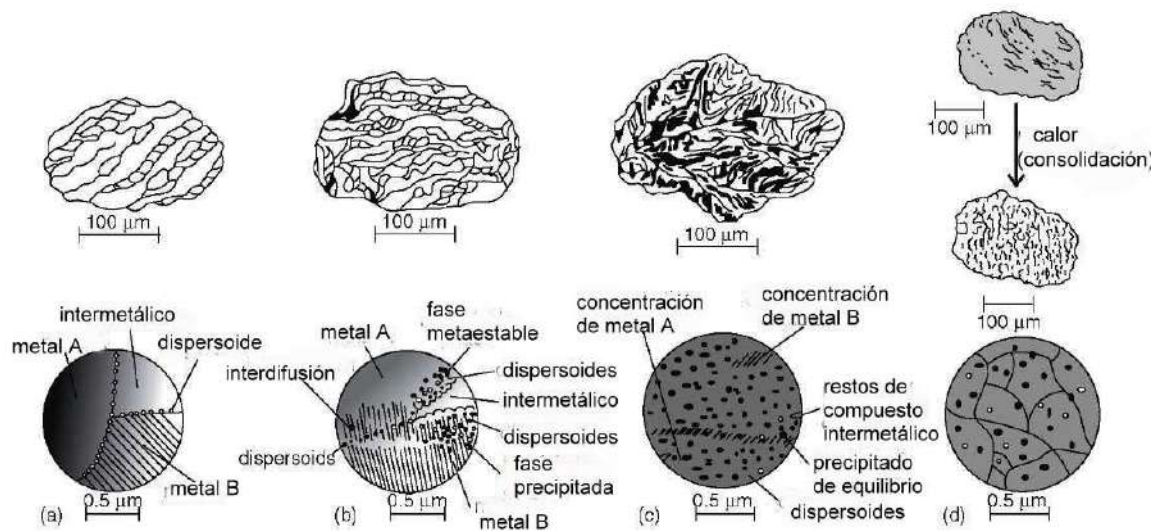 100 μm
100 μm
100 μm
100 μm
calor
(consolidación)
100 μm
metal A
intermetálico
dispersoide
metal B
0.5 μm
(a)
interdifusión
metal A
fase
metaestable
dispersoides
intermetálico
dispersoides
dispersoids
fase
precipitada
metal B
0.5 μm
(b)
concentración
de metal A
concentración
de metal B
restos de
compuesto
intermetálico
precipitado
de equilibrio
dispersoides
0.5 μm
(c)
0.5 μm
(d)